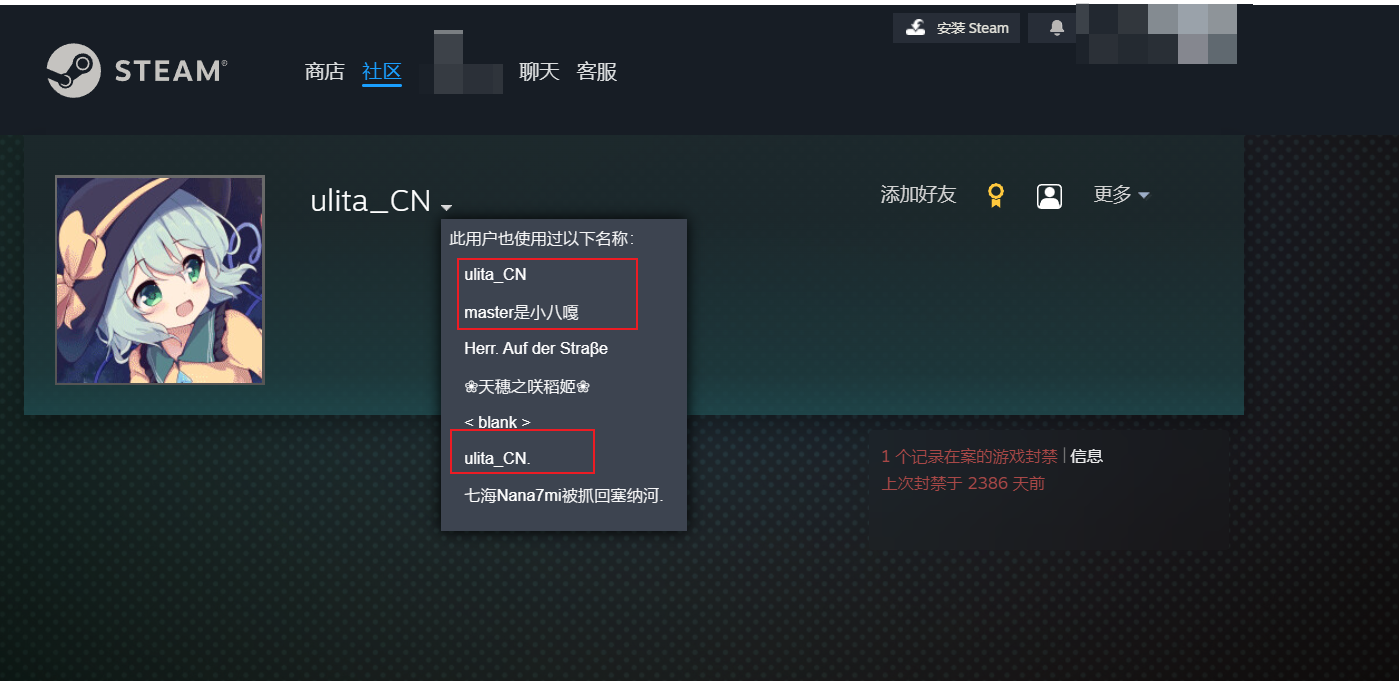 安装 Steam
STEAM®
商店 社区 聊天 客服
ulita_CN
添加好友 更多
此用户也使用过以下名称:
ulita_CN
master是小八嘎
Herr. Auf der Straße
❀天穗之咲稻姬❀
< blank >
ulita_CN.
七海Nana7mi被抓回塞纳河.
1 个记录在案的游戏封禁 | 信息
上次封禁于 2386 天前